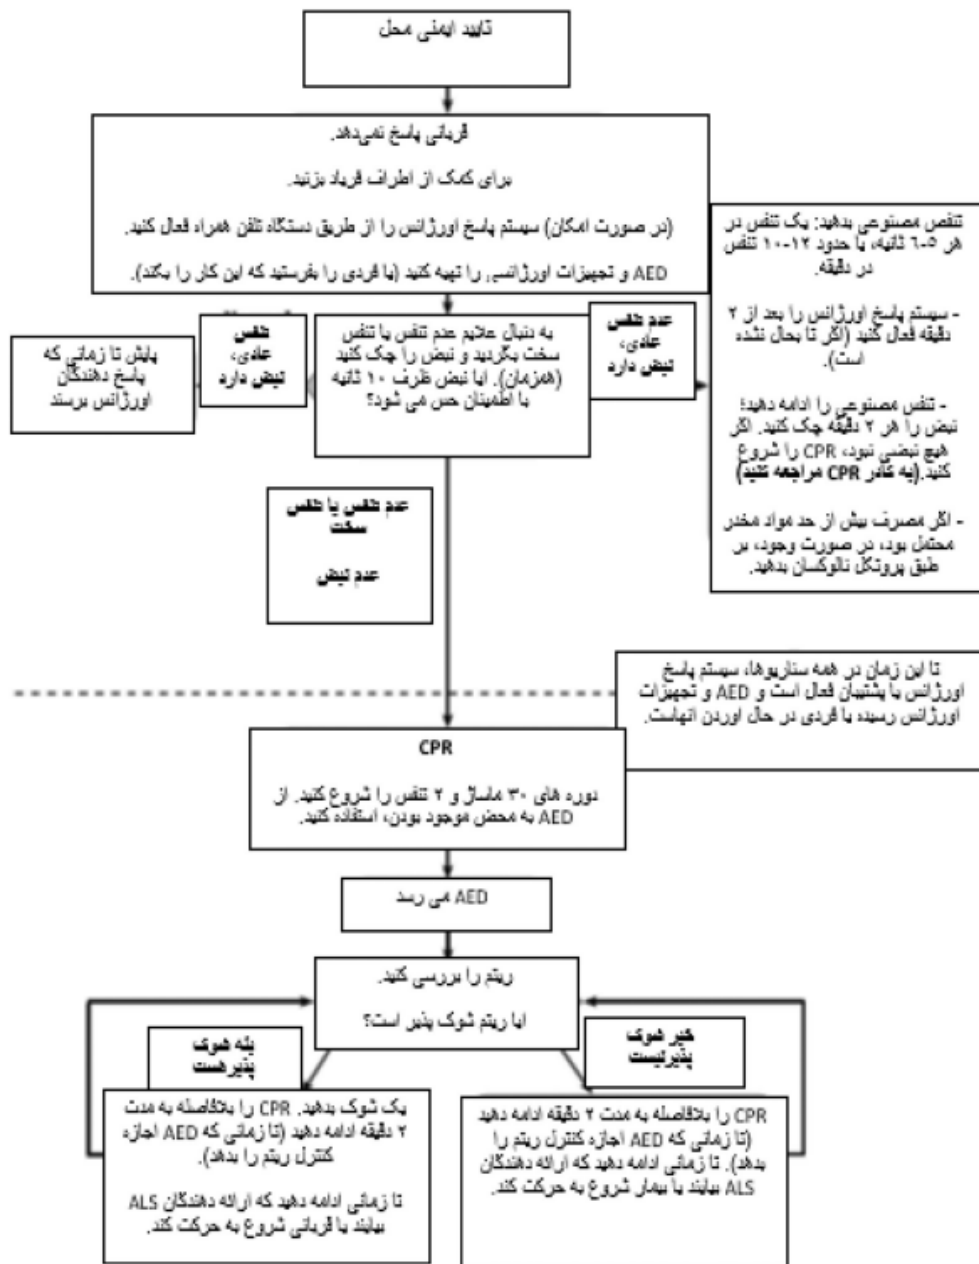 تایید ایمنی محل
قربانی پاسخ نمی‌دهد.
برای کمک از اطراف فریاد بزنید.
(در صورت امکان) سیستم پاسخ اورژانس را از طریق دستگاه تلفن همراه فعال کنید.
AED و تجهیزات اورژانسی را تهیه کنید (یا فردی را بفرستید که این کار را بکند).
تنفس مصنوعی بدهید: یک تنفس در
هر ۵-۶ ثانیه، یا حدود ۱۲-۱۰ تنفس
در دقیقه.
- سیستم پاسخ اورژانس را بعد از ۲
دقیقه فعال کنید (اگر تا بحال نشده
است).
- تنفس مصنوعی را ادامه دهید؛
نبض را هر ۲ دقیقه چک کنید. اگر
هیچ نبضی نبود، CPR را شروع
کنید.(به کادر CPR مراجعه کنید)
- اگر مصرف بیش از حد مواد مخدر
محتمل بود، در صورت وجود، بر
طبق پروتکل نالوکسان بدهید.
عدم تنفس
عادی،
نبض دارد
به دنبال علایم عدم تنفس یا تنفس
سخت بگردید و نبض را چک کنید
(همزمان). ایا نبض ظرف ۱۰ ثانیه
با اطمینان حس می شود؟
تنفس
عادی،
نبض دارد
پایش تا زمانی که
پاسخ دهندگان
اورژانس برسند
عدم تنفس یا تنفس
سخت
عدم نبض
تا این زمان در همه سناریوها، سیستم پاسخ
اورژانس یا پشتیبان فعال است و AED و تجهیزات
اورژانس رسیده یا فردی در حال اوردن انهاست.
CPR
دوره های ۳۰ ماساژ و ۲ تنفس را شروع کنید. از
AED به محض موجود بودن، استفاده کنید.
AED می رسد
ریتم را بررسی کنید.
ایا ریتم شوک پذیر است؟
خیر شوک
پذیرنیست
بله شوک
پذیرهست
CPR را بلافاصله به مدت ۲ دقیقه ادامه دهید
(تا زمانی که AED اجازه کنترل ریتم را
بدهد). تا زمانی ادامه دهید که ارائه دهندگان
ALS بیایند یا بیمار شروع به حرکت کند.
یک شوک بدهید. CPR را بلافاصله به مدت
۲ دقیقه ادامه دهید (تا زمانی که AED اجازه
کنترل ریتم را بدهد).
تا زمانی ادامه دهید که ارائه دهندگان ALS
بیایند یا قربانی شروع به حرکت کند.